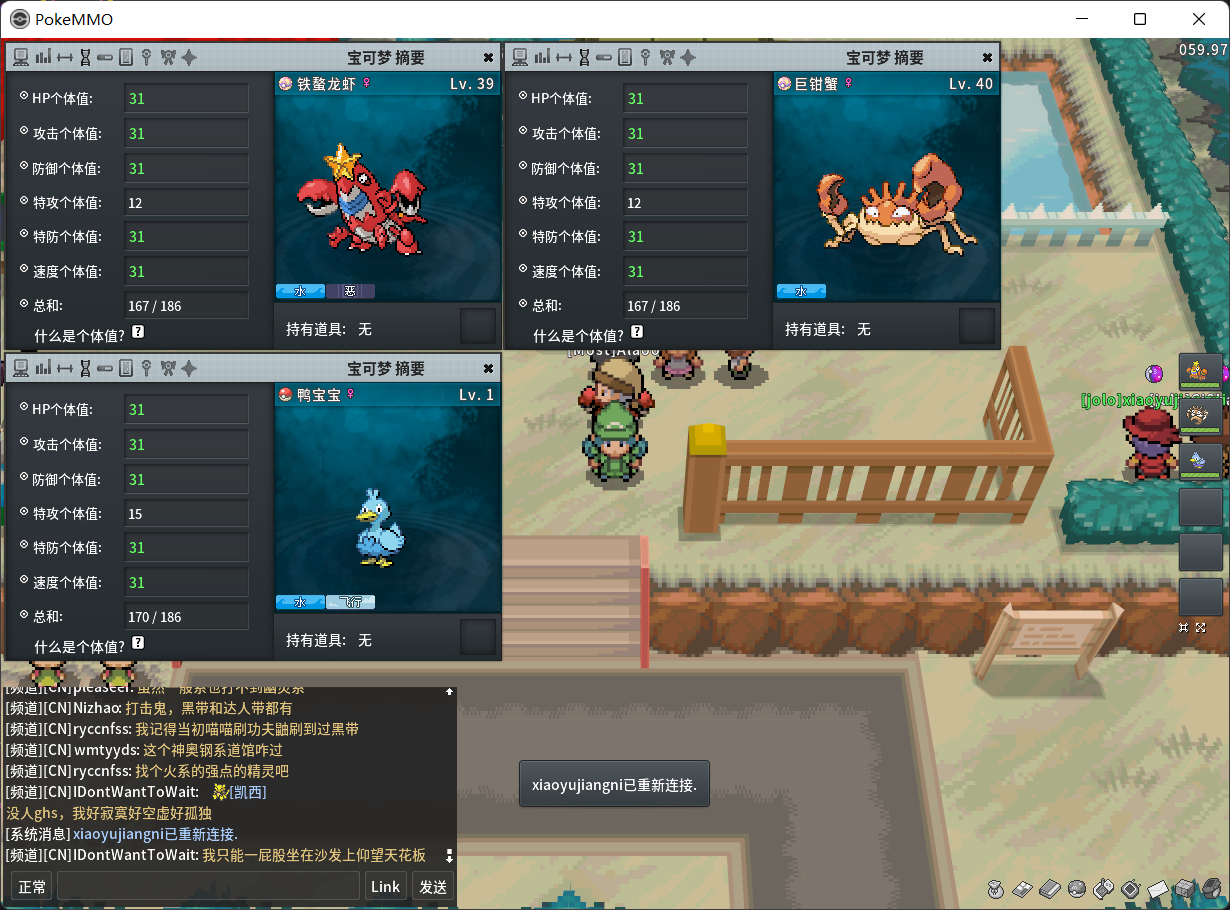 PokeMMO
059.97
宝可梦 摘要
铁螯龙虾♀ Lv. 39
HP个体值: 31
攻击个体值: 31
防御个体值: 31
特攻个体值: 12
特防个体值: 31
速度个体值: 31
总和: 167 / 186
什么是个体值? ?
水 恶
持有道具: 无
宝可梦 摘要
巨钳蟹♀ Lv. 40
HP个体值: 31
攻击个体值: 31
防御个体值: 31
特攻个体值: 12
特防个体值: 31
速度个体值: 31
总和: 167 / 186
什么是个体值? ?
水
持有道具: 无
宝可梦 摘要
鸭宝宝♀ Lv. 1
HP个体值: 31
攻击个体值: 31
防御个体值: 31
特攻个体值: 15
特防个体值: 31
速度个体值: 31
总和: 170 / 186
什么是个体值? ?
水 飞行
持有道具: 无
[jolo]xiaoyuj
[频道][CN]Nizhao: 打击鬼，黑带和达人带都有
[频道][CN]ryccnfss: 我记得当初喵喵刷功夫鼬刷到过黑带
[频道][CN]wmtyyds: 这个神奥钢系道馆咋过
[频道][CN]ryccnfss: 找个火系的强点的精灵吧
[频道][CN]IDontWantToWait: [凯西]
没人ghs，我好寂寞好空虚好孤独
[系统消息]xiaoyujiangni已重新连接.
[频道][CN]IDontWantToWait: 我只能一屁股坐在沙发上仰望天花板
正常 Link 发送
xiaoyujiangni已重新连接.